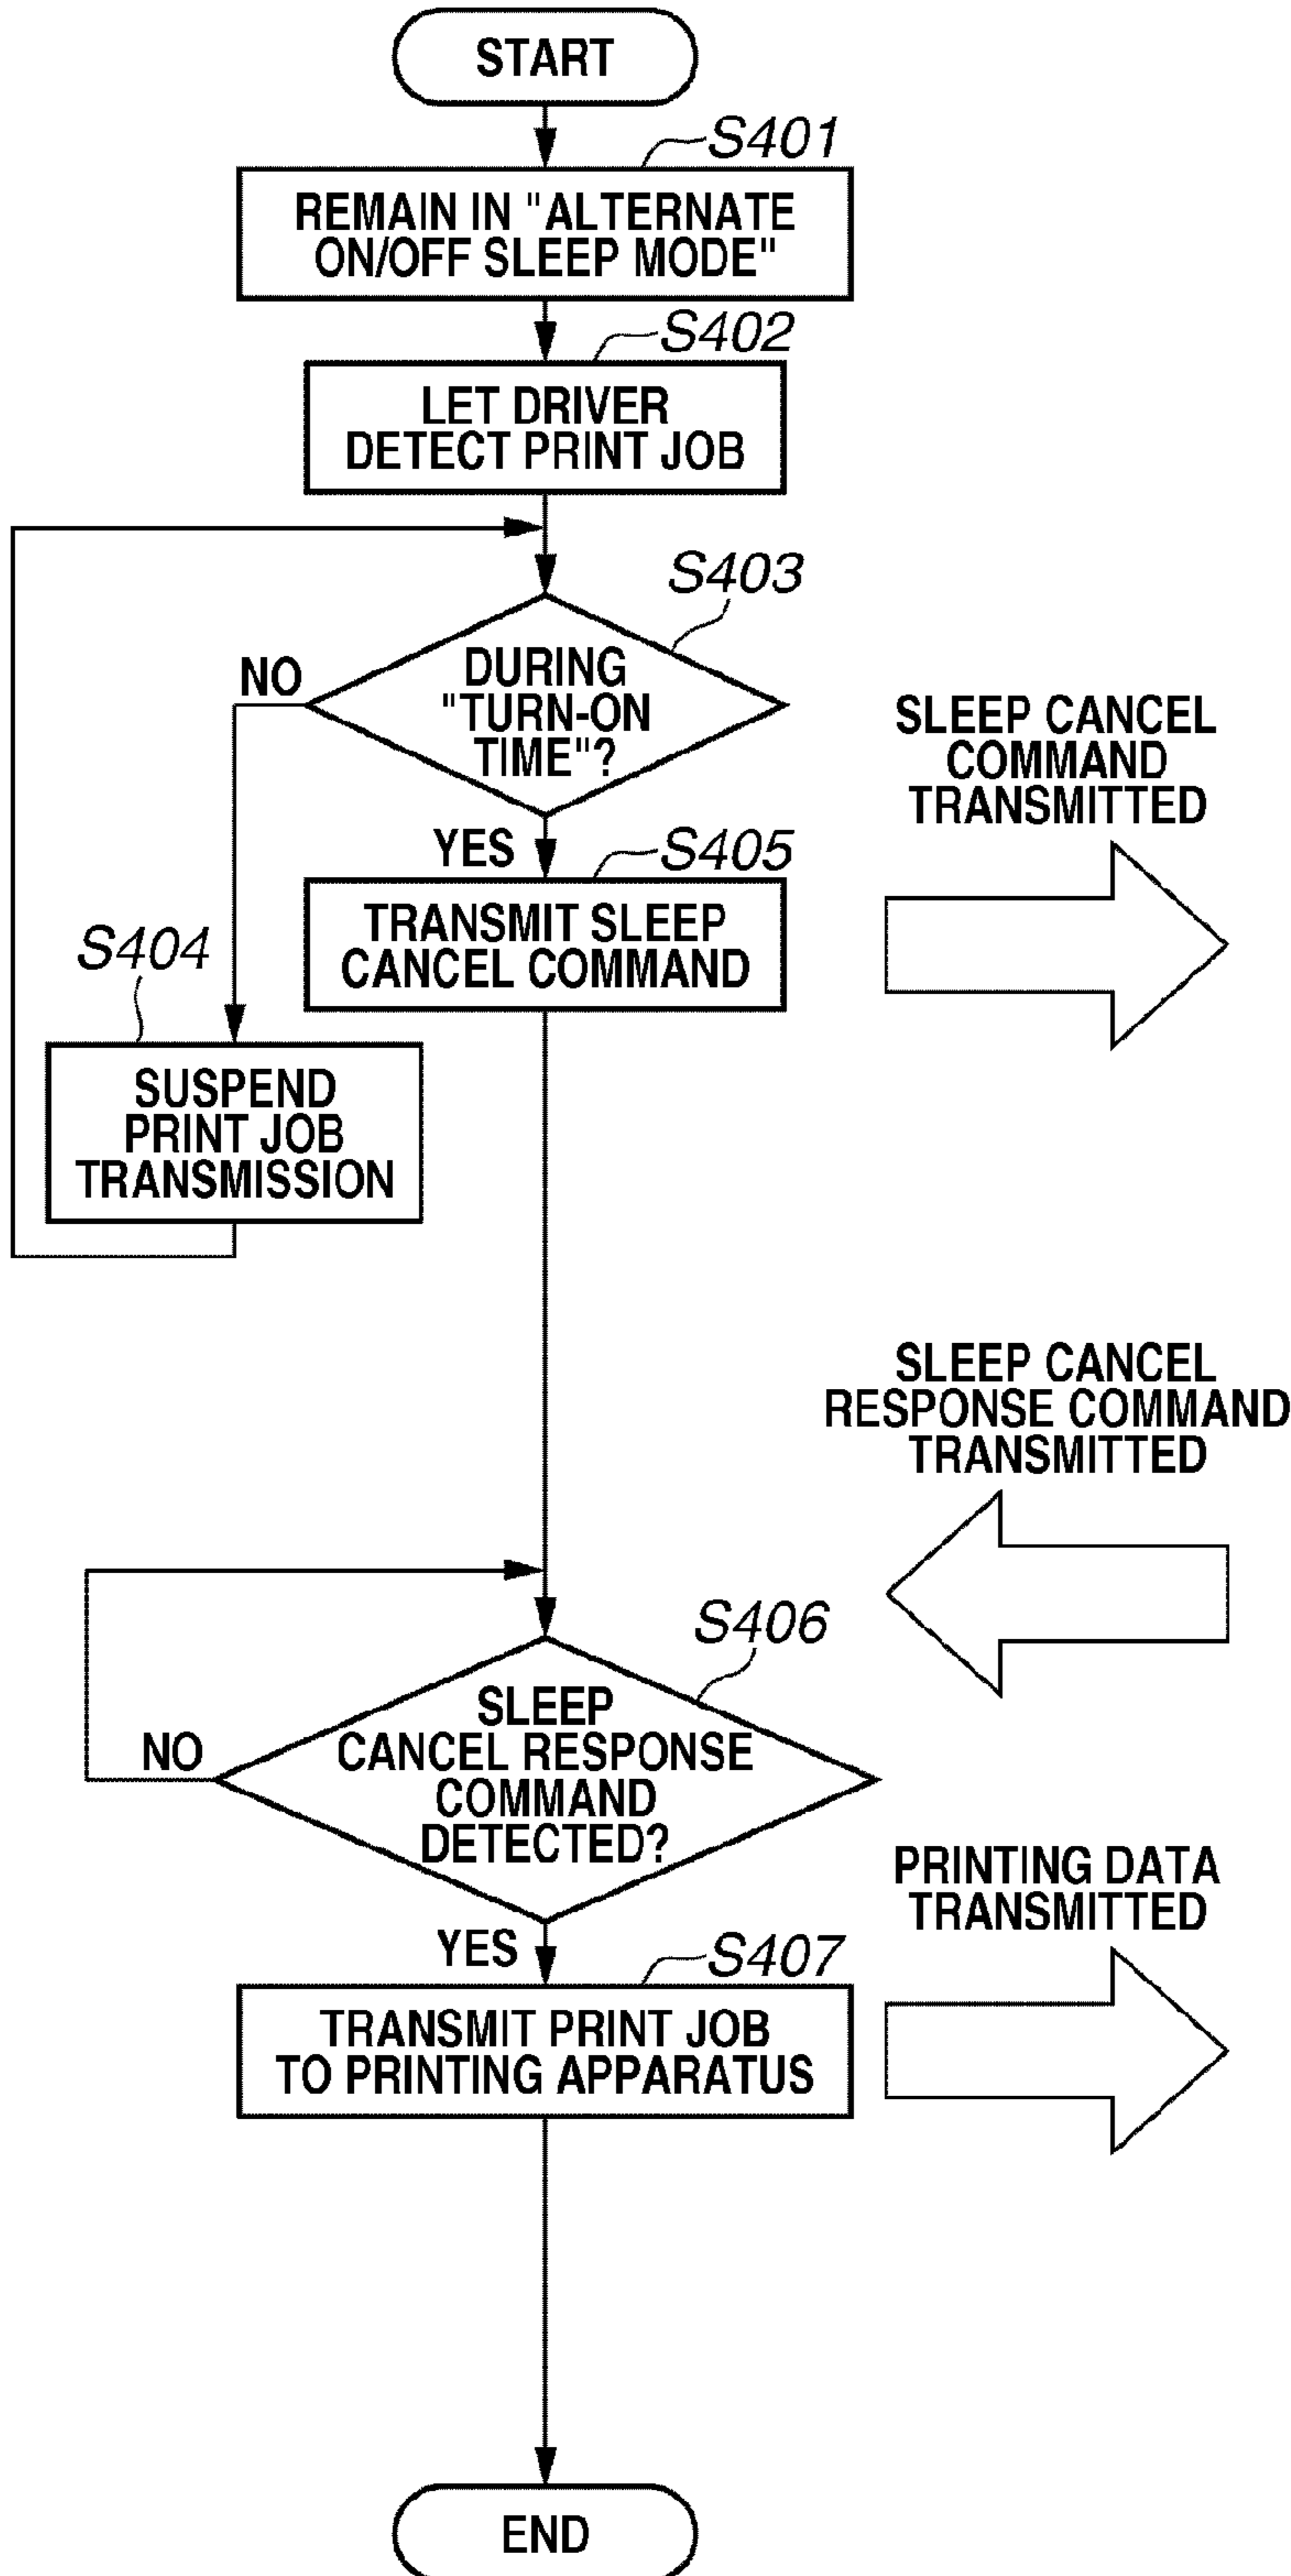 START
S401
REMAIN IN "ALTERNATE
ON/OFF SLEEP MODE"
S402
LET DRIVER
DETECT PRINT JOB
S403
DURING
"TURN-ON
TIME"?
NO
YES
SLEEP CANCEL
COMMAND
TRANSMITTED
S405
TRANSMIT SLEEP
CANCEL COMMAND
S404
SUSPEND
PRINT JOB
TRANSMISSION
SLEEP CANCEL
RESPONSE COMMAND
TRANSMITTED
S406
SLEEP
CANCEL RESPONSE
COMMAND
DETECTED?
NO
YES
PRINTING DATA
TRANSMITTED
S407
TRANSMIT PRINT JOB
TO PRINTING APPARATUS
END